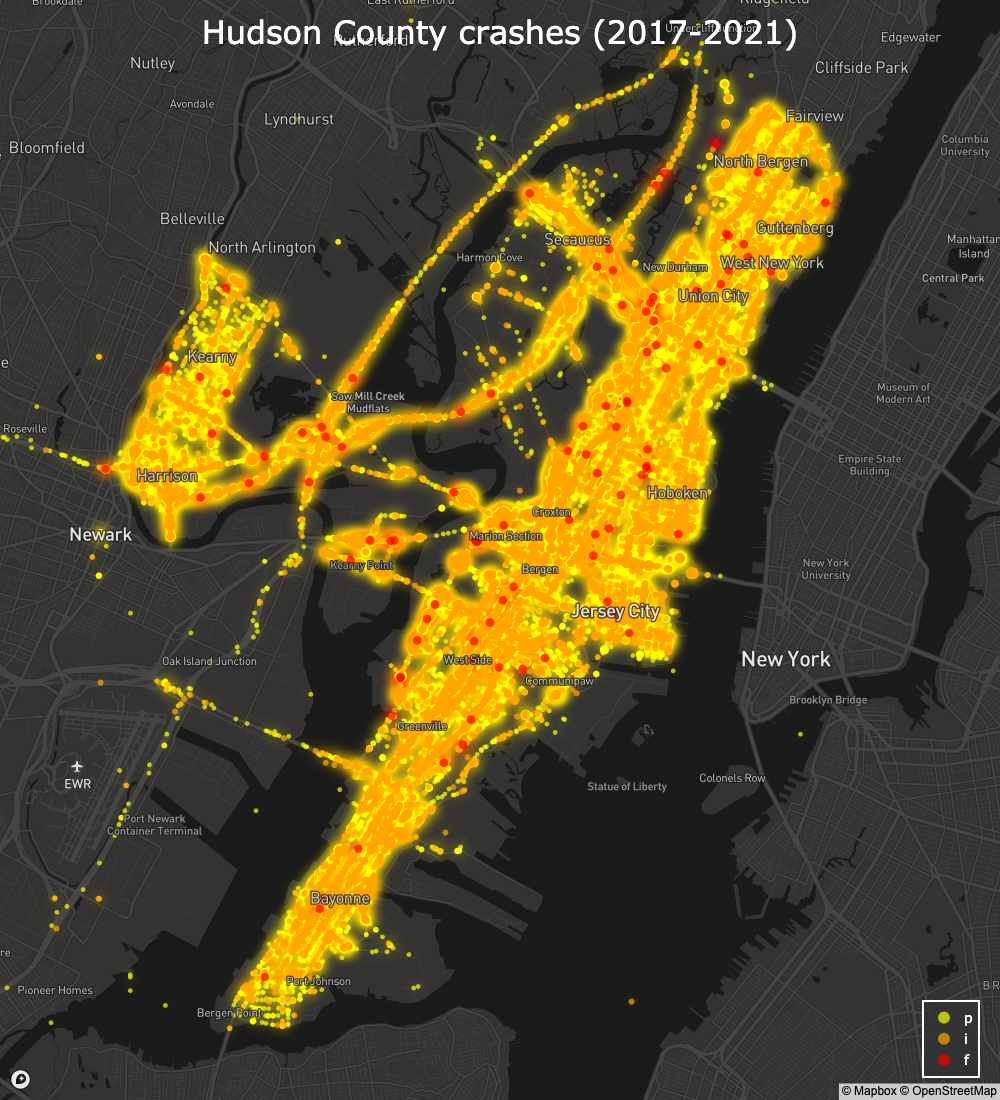 Brookdale
East Rutherford
Ridgefield
Undercliff Junction
Hudson County crashes (2017-2021)
Rutherford
Edgewater
Nutley
Cliffside Park
Avondale
Lyndhurst
Fairview
Bloomfield
Columbia
University
North Bergen
Belleville
Guttenberg
North Arlington
Secaucus
Manhattan
Island
Harmon Cove
New Durham
West New York
Central Park
Union City
Kearny
e
Museum of
Modern Art
Saw Mill Creek
Mudflats
Roseville
Empire State
Building
Harrison
Hoboken
Croxton
Newark
Marion Section
Kearny Point
Bergen
New York
University
Jersey City
Oak Island Junction
West Side
New York
Communipaw
Brooklyn Bridge
Greenville
EWR
Statue of Liberty
Colonels Row
Port Newark
Container Terminal
Bayonne
re
Port Johnson
Pioneer Homes
BR
Bergen Point
p
i
f
© Mapbox © OpenStreetMap